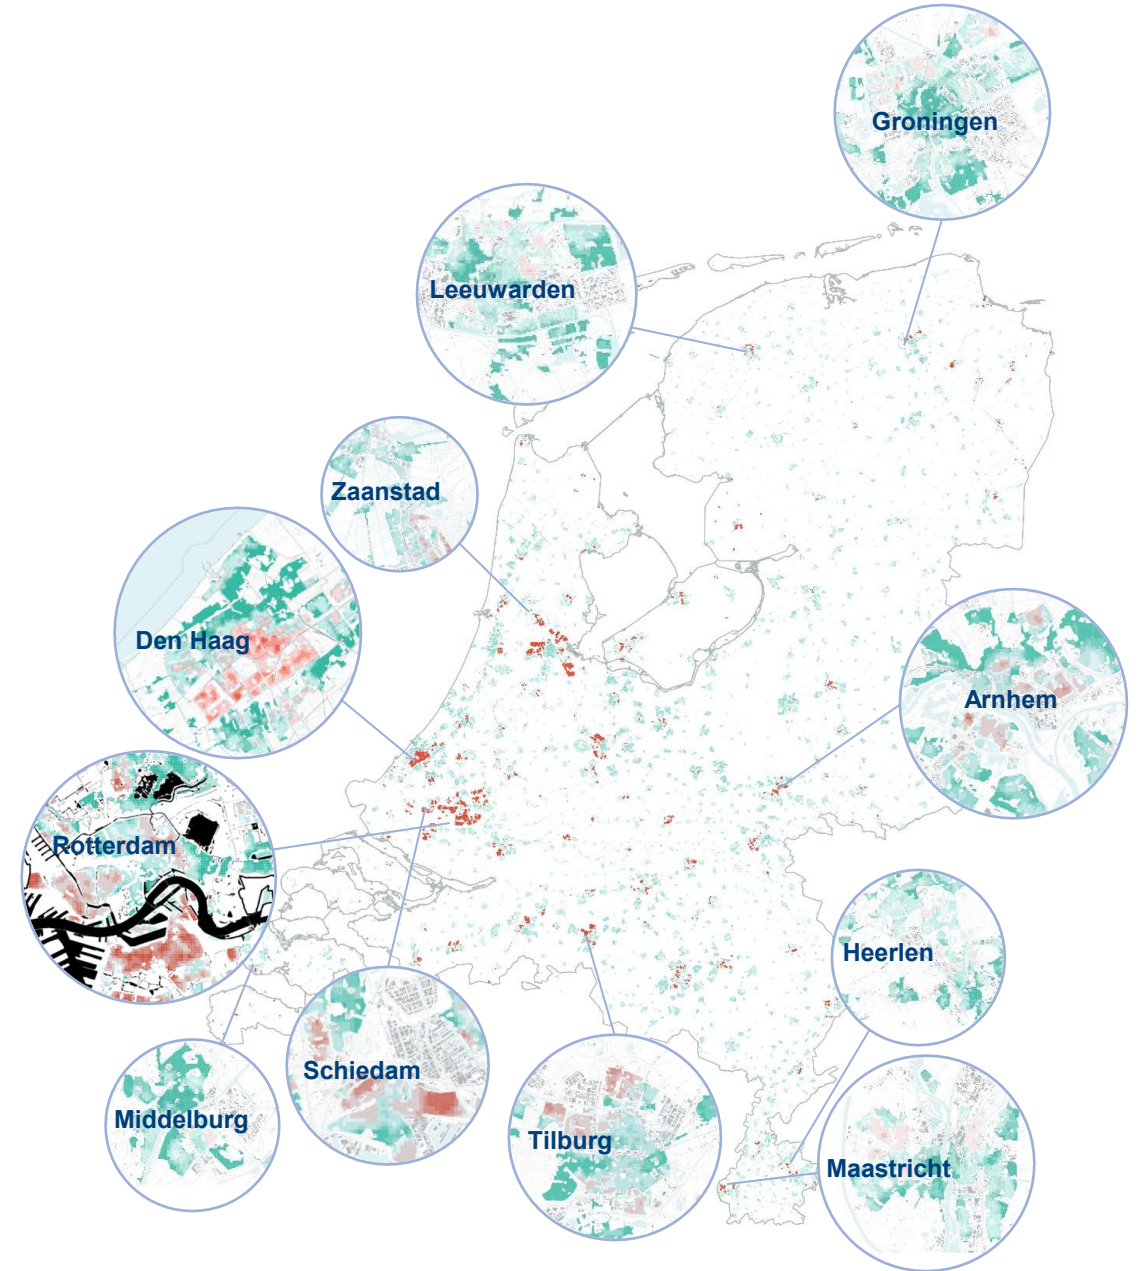 Groningen
Leeuwarden
Zaanstad
Den Haag
Arnhem
Rotterdam
Heerlen
Schiedam
Middelburg
Tilburg
Maastricht